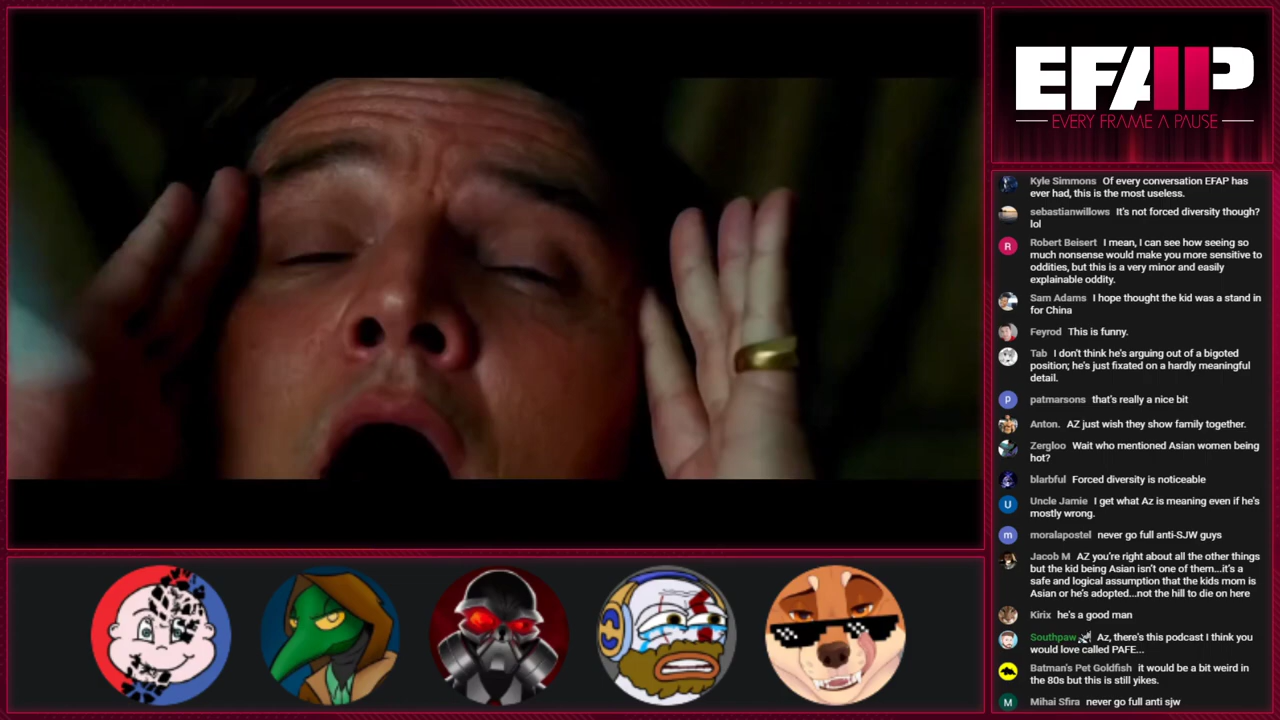 EFAP
EVERY FRAME A PAUSE
Kyle Simmons Of every conversation EFAP has
ever had, this is the most useless.
sebastianwillows It's not forced diversity though?
lol
R
Robert Beisert I mean, I can see how seeing so
much nonsense would make you more sensitive to
oddities, but this is a very minor and easily
explainable oddity.
Sam Adams I hope thought the kid was a stand in
for China
Feyrod This is funny.
Tab I don't think he's arguing out of a bigoted
position; he's just fixated on a hardly meaningful
detail.
p
patmarsons that's really a nice bit
Anton. AZ just wish they show family together.
Zergloo Wait who mentioned Asian women being
hot?
blarbful Forced diversity is noticeable
U
Uncle Jamie I get what Az is meaning even if he's
mostly wrong.
m
moralapostel never go full anti-SJW guys
Jacob M AZ you're right about all the other things
but the kid being Asian isn't one of them...it's a
safe and logical assumption that the kids mom is
Asian or he's adopted...not the hill to die on here
Kirix he's a good man
Southpaw Az, there's this podcast I think you
would love called PAFE...
Batman's Pet Goldfish it would be a bit weird in
the 80s but this is still yikes.
M
Mihai Sfira never go full anti sjw